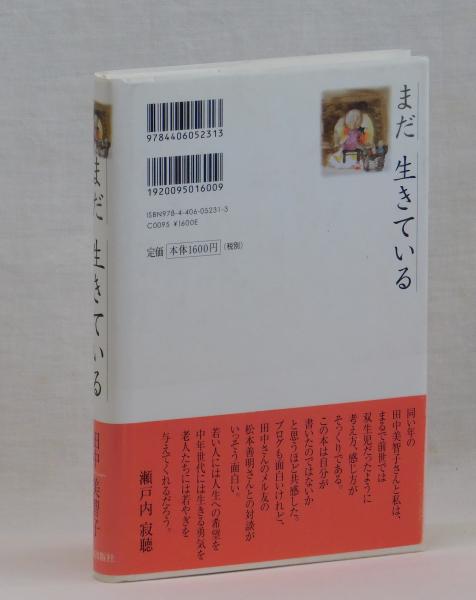 まだ 生きている
田中 美智子
出版社
9784406052313
1920095016009
ISBN978-4-406-05231-3
C0095 ¥1600E
定価 本体1600円 (税別)
まだ 生きている
同い年の
田中美智子さんと私は、
まるで前世では
双生児だったように
考え方、感じ方が
そっくりである。
この本は自分が
書いたのではないか
と思うほど共感した。
ブログも面白いけれど、
田中さんのメル友の
松本善明さんとの対談が
いっそう面白い。
若い人には人生への希望を
中年世代には生きる勇気を
老人たちには若やぎを
与えてくれるだろう。
瀬戸内 寂聴